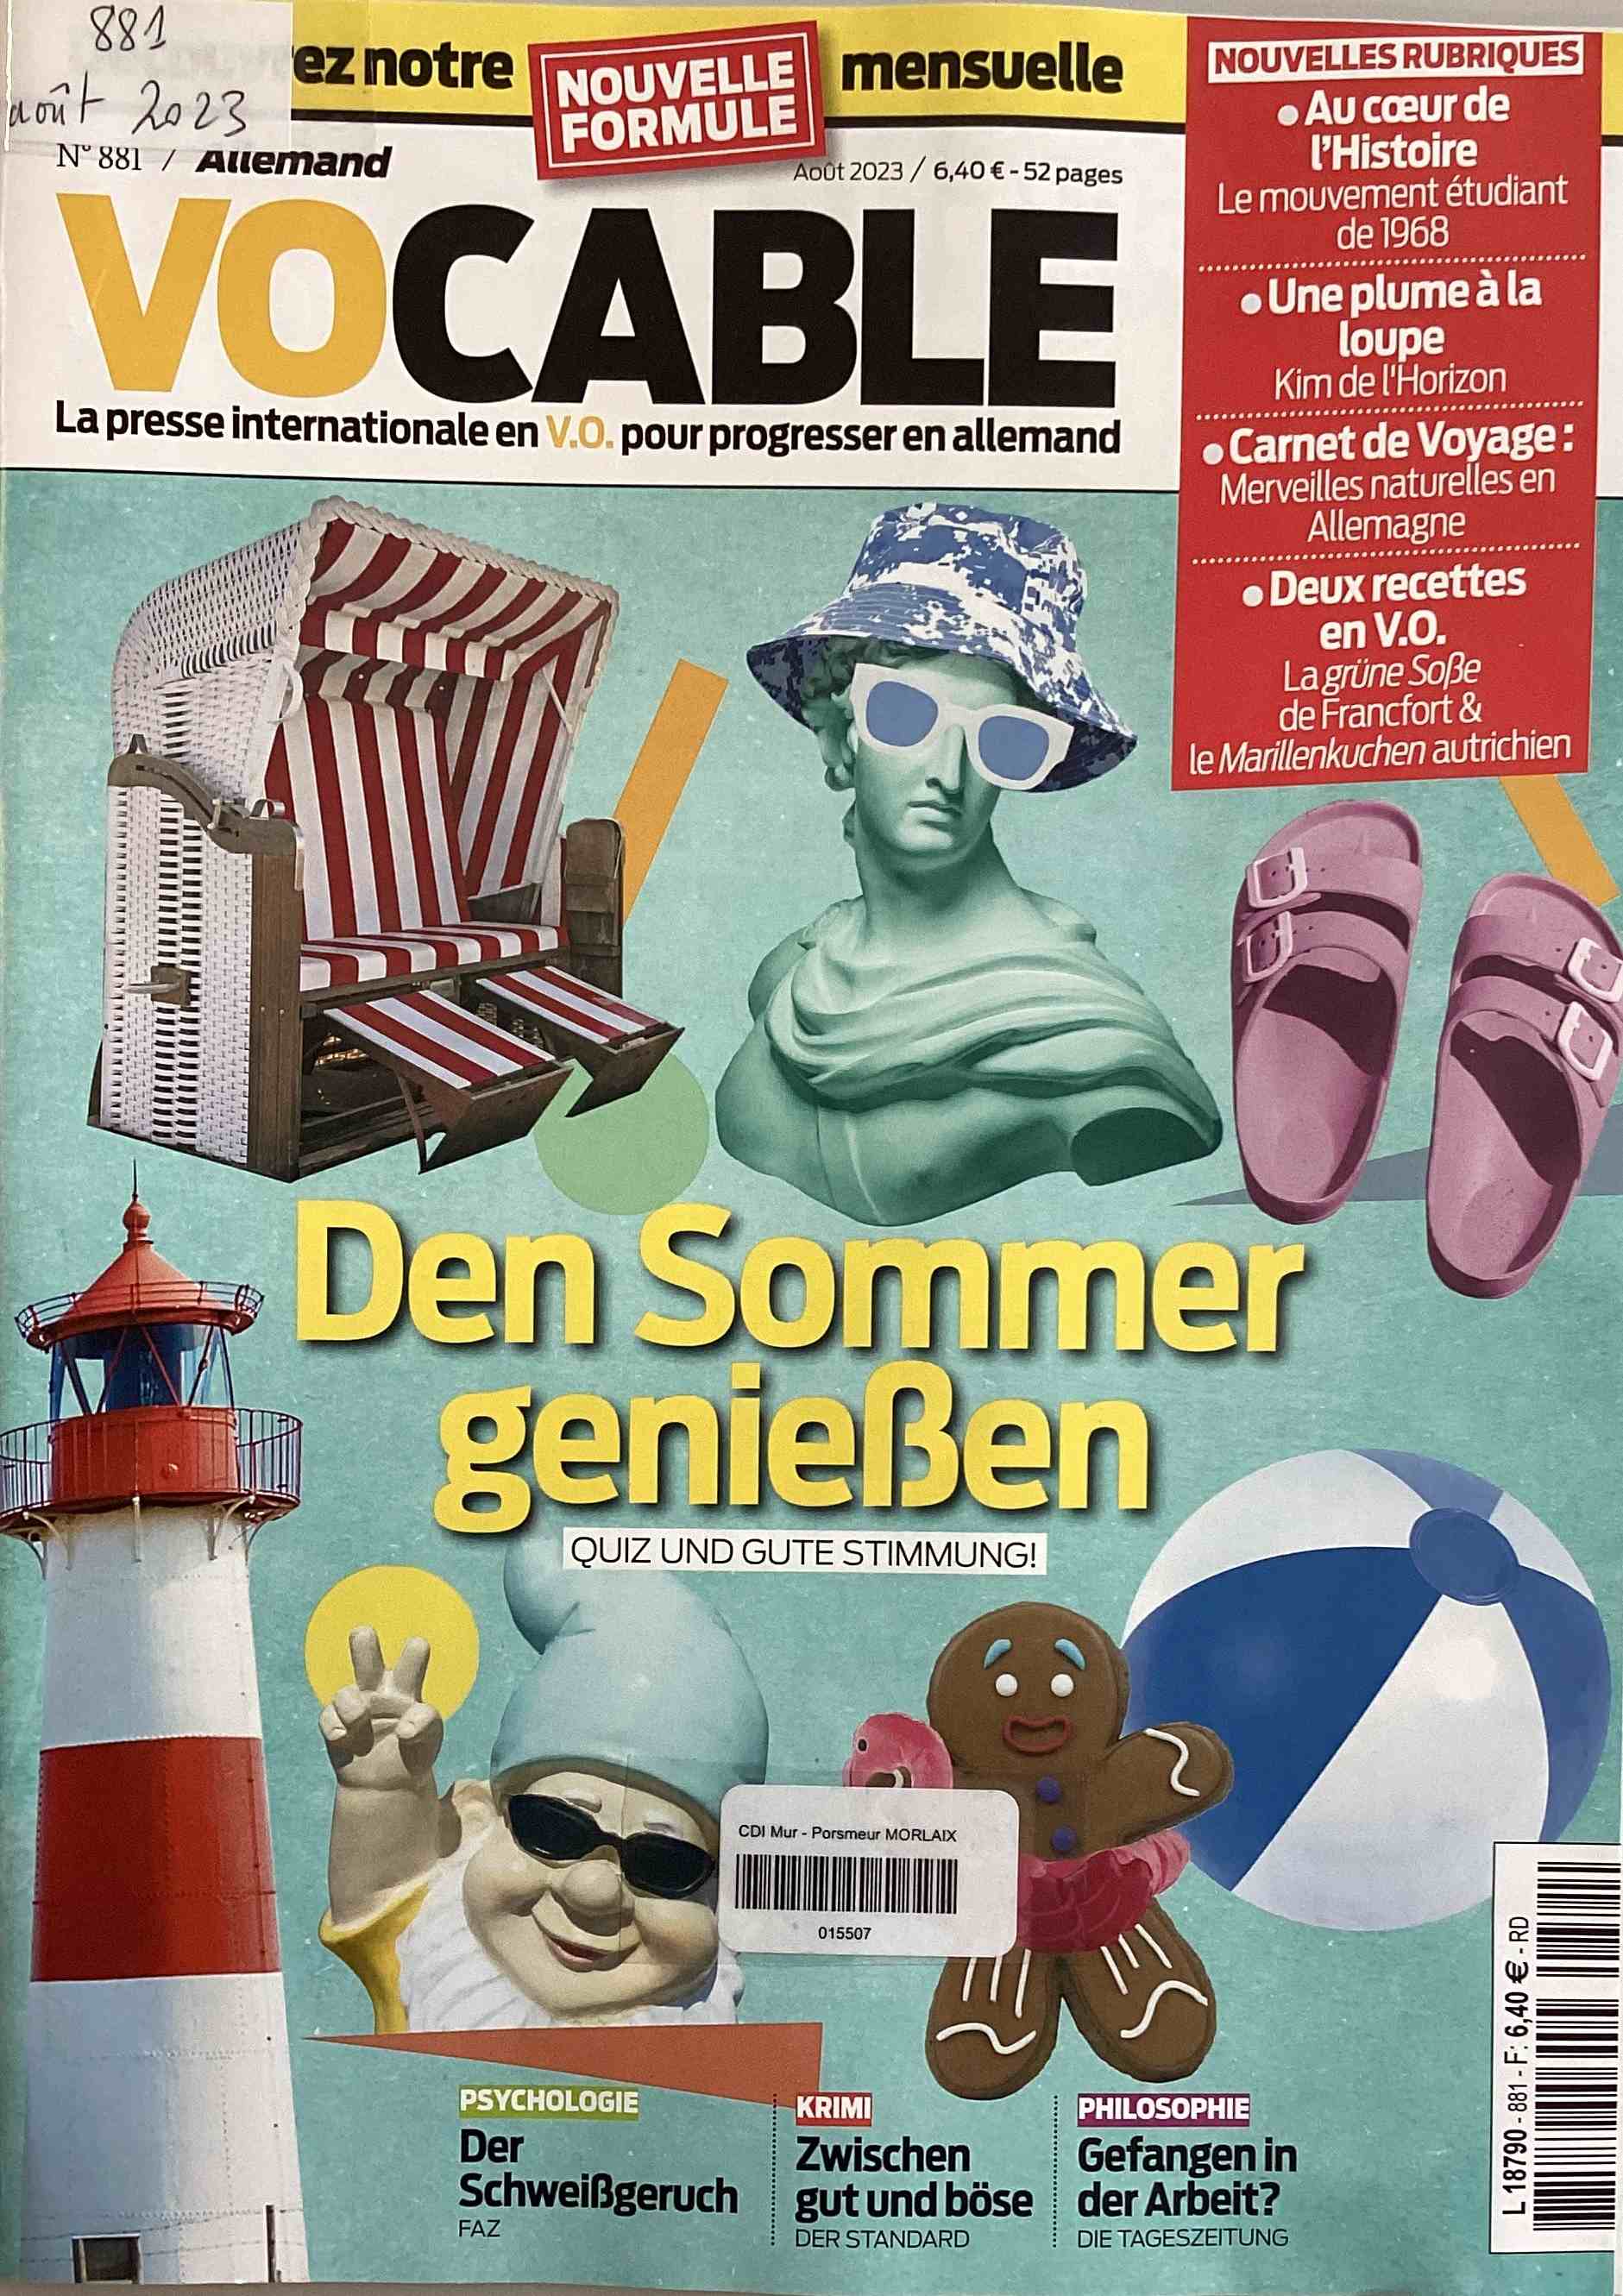 881
août 2023
ez notre
NOUVELLE
FORMULE
mensuelle
N° 881 / Allemand
Août 2023 / 6,40 € - 52 pages
VOCABLE
La presse internationale en V.O. pour progresser en allemand
NOUVELLES RUBRIQUES
• Au cœur de
l'Histoire
Le mouvement étudiant
de 1968
• Une plume à la
loupe
Kim de l'Horizon
• Carnet de Voyage :
Merveilles naturelles en
Allemagne
• Deux recettes
en V.O.
La grüne Soße
de Francfort &
le Marillenkuchen autrichien
Den Sommer
genießen
QUIZ UND GUTE STIMMUNG!
CDI Mur - Porsmeur MORLAIX
015507
PSYCHOLOGIE
Der
Schweißgeruch
FAZ
KRIMI
Zwischen
gut und böse
DER STANDARD
PHILOSOPHIE
Gefangen in
der Arbeit?
DIE TAGESZEITUNG
L 18790 - 881 - F: 6,40 € - RD